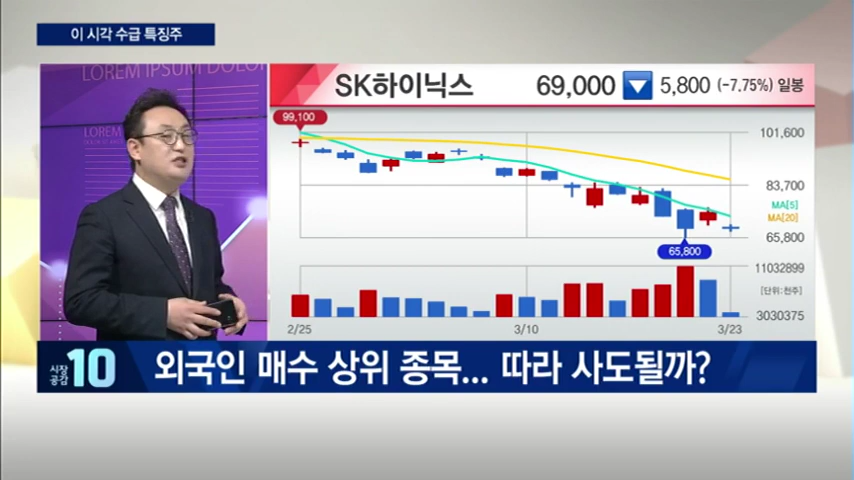 이 시각 수급 특징주
LOREM IPSUM DOLOR
LOREM
SK하이닉스 69,000 ▼ 5,800 (-7.75%) 일봉
99,100
101,600
83,700
MA[5]
MA[20]
65,800
65,800
11032899
[단위:천주]
3030375
2/25 3/10 3/23
시장
공감
10
외국인 매수 상위 종목... 따라 사도될까?